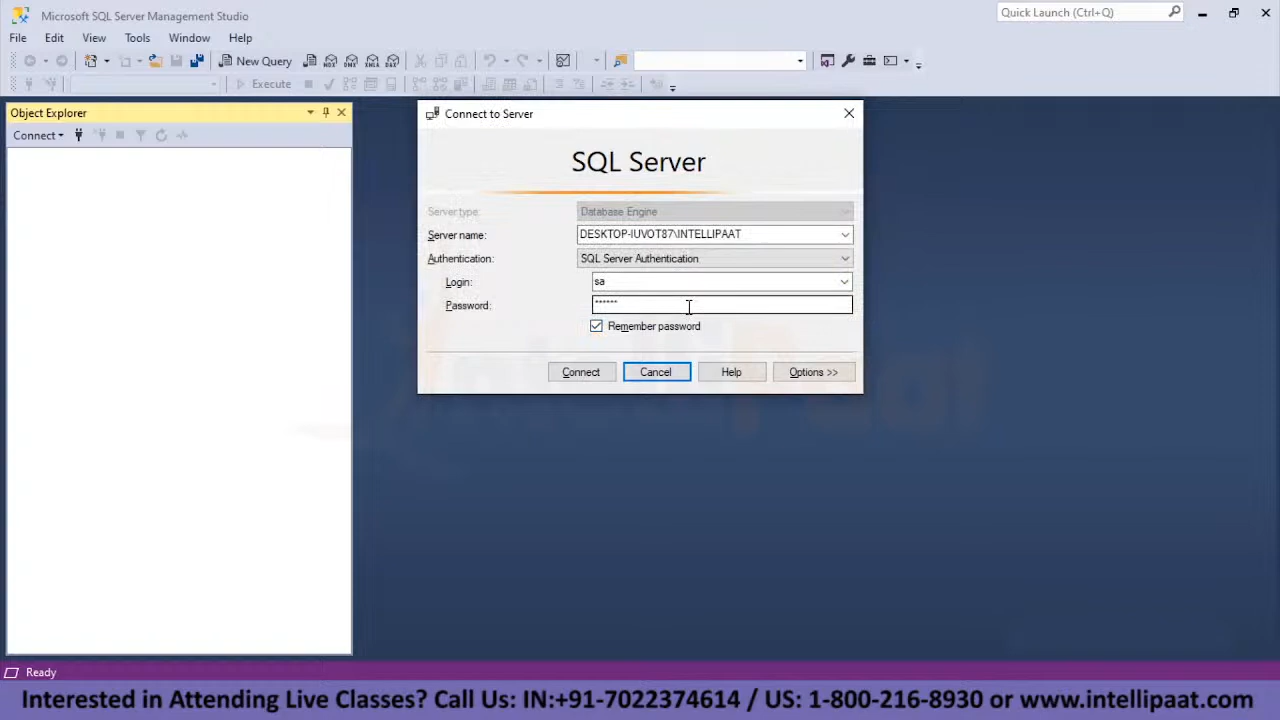 Microsoft SQL Server Management Studio
Quick Launch (Ctrl+Q)
File Edit View Tools Window Help
New Query
Execute
Object Explorer
Connect
Connect to Server
SQL Server
Server type: Database Engine
Server name: DESKTOP-IUVOT87\INTELLIPAAT
Authentication: SQL Server Authentication
Login: sa
Password: ******
Remember password
Connect Cancel Help Options >>
Ready
Interested in Attending Live Classes? Call Us: IN:+91-7022374614 / US: 1-800-216-8930 or www.intellipaat.com